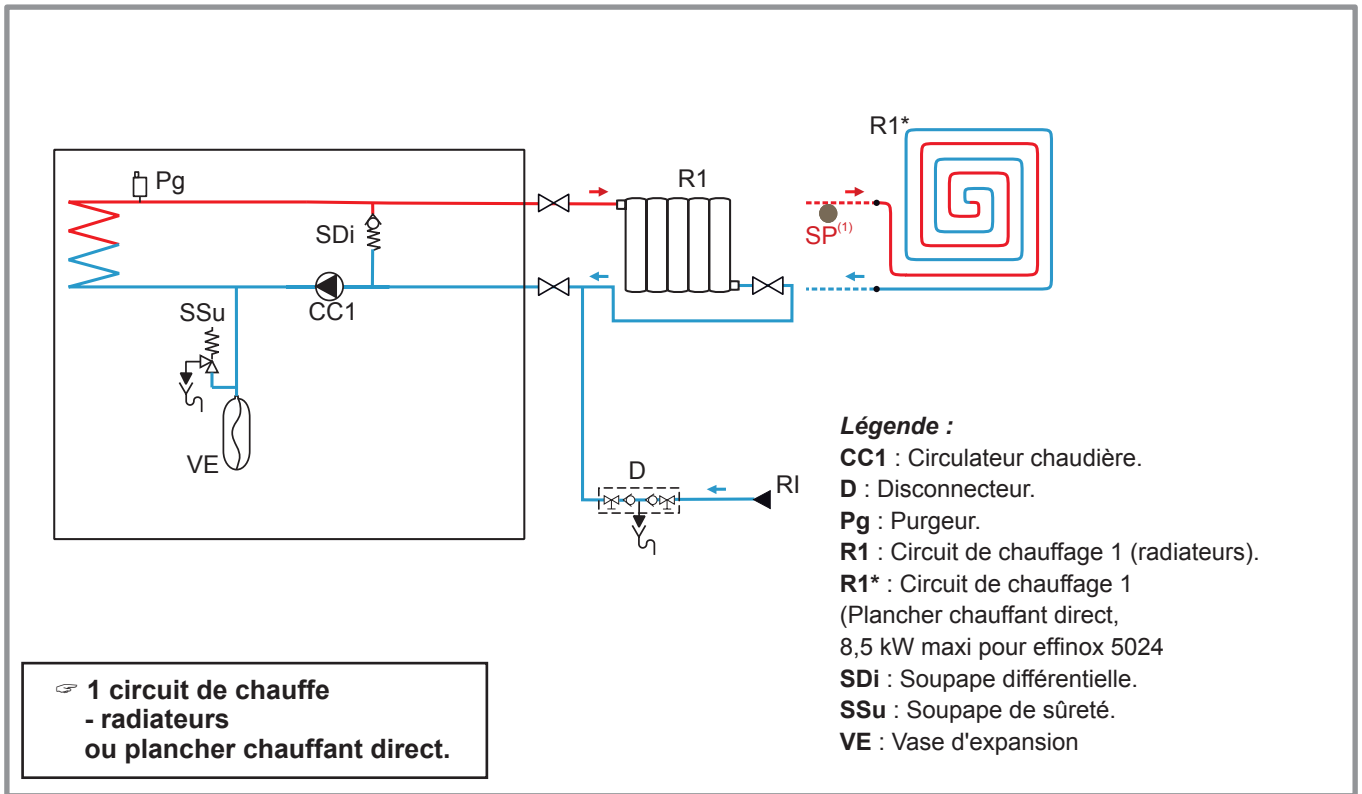 R1*
Pg
R1
SDi
SP(1)
SSu
CC1
VE
D
RI
Légende :
CC1 : Circulateur chaudière.
D : Disconnecteur.
Pg : Purgeur.
R1 : Circuit de chauffage 1 (radiateurs).
R1* : Circuit de chauffage 1
(Plancher chauffant direct,
8,5 kW maxi pour effinox 5024
SDi : Soupape différentielle.
SSu : Soupape de sûreté.
VE : Vase d'expansion
☞ 1 circuit de chauffe
- radiateurs
ou plancher chauffant direct.